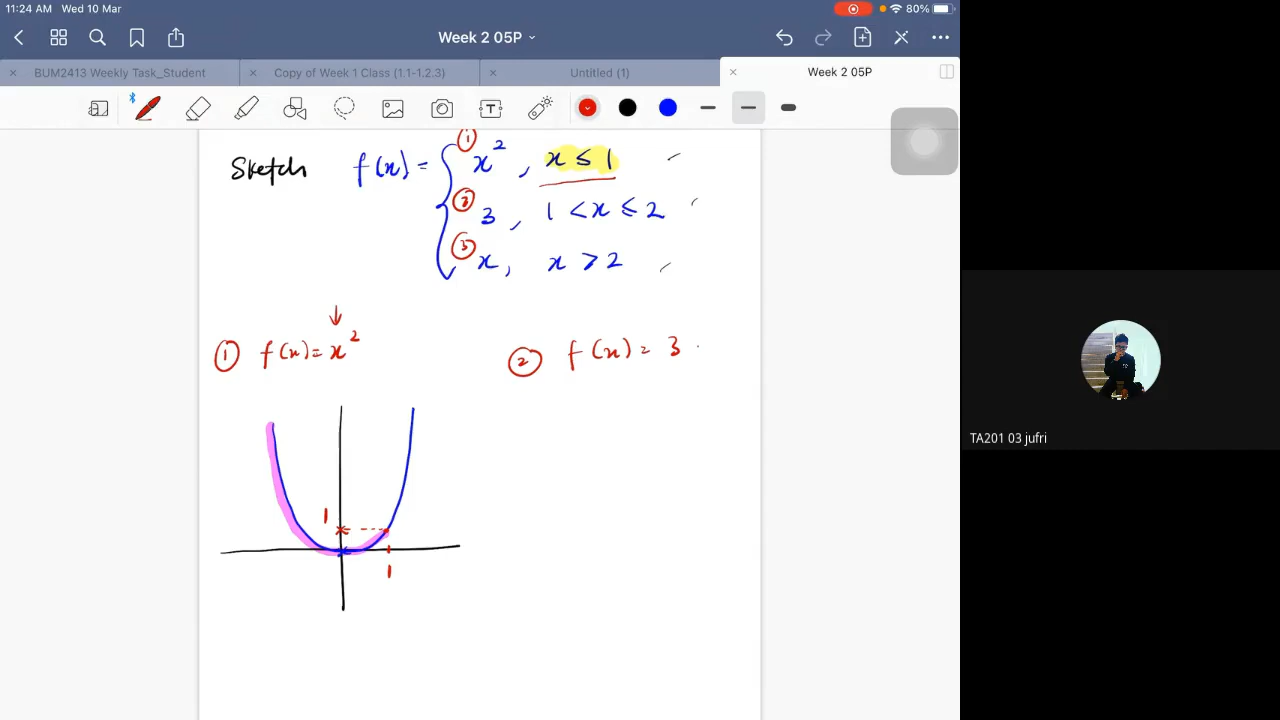 11:24 AM Wed 10 Mar
80%
Week 2 05P
BUM2413 Weekly Task_Student
Copy of Week 1 Class (1.1-1.2.3)
Untitled (1)
Week 2 05P
Sketch f(x) = { ① x², x ≤ 1
② 3, 1 < x ≤ 2
③ x, x > 2
① f(x) = x²
② f(x) = 3
1
1
TA201 03 jufri